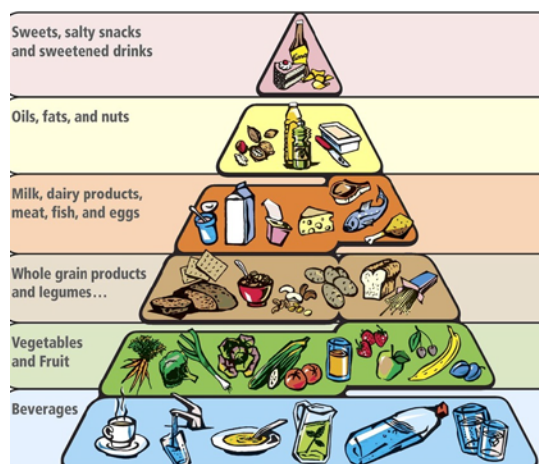 Sweets, salty snacks
and sweetened drinks
Oils, fats, and nuts
Milk, dairy products,
meat, fish, and eggs
Whole grain products
and legumes…
Vegetables
and Fruit
Beverages